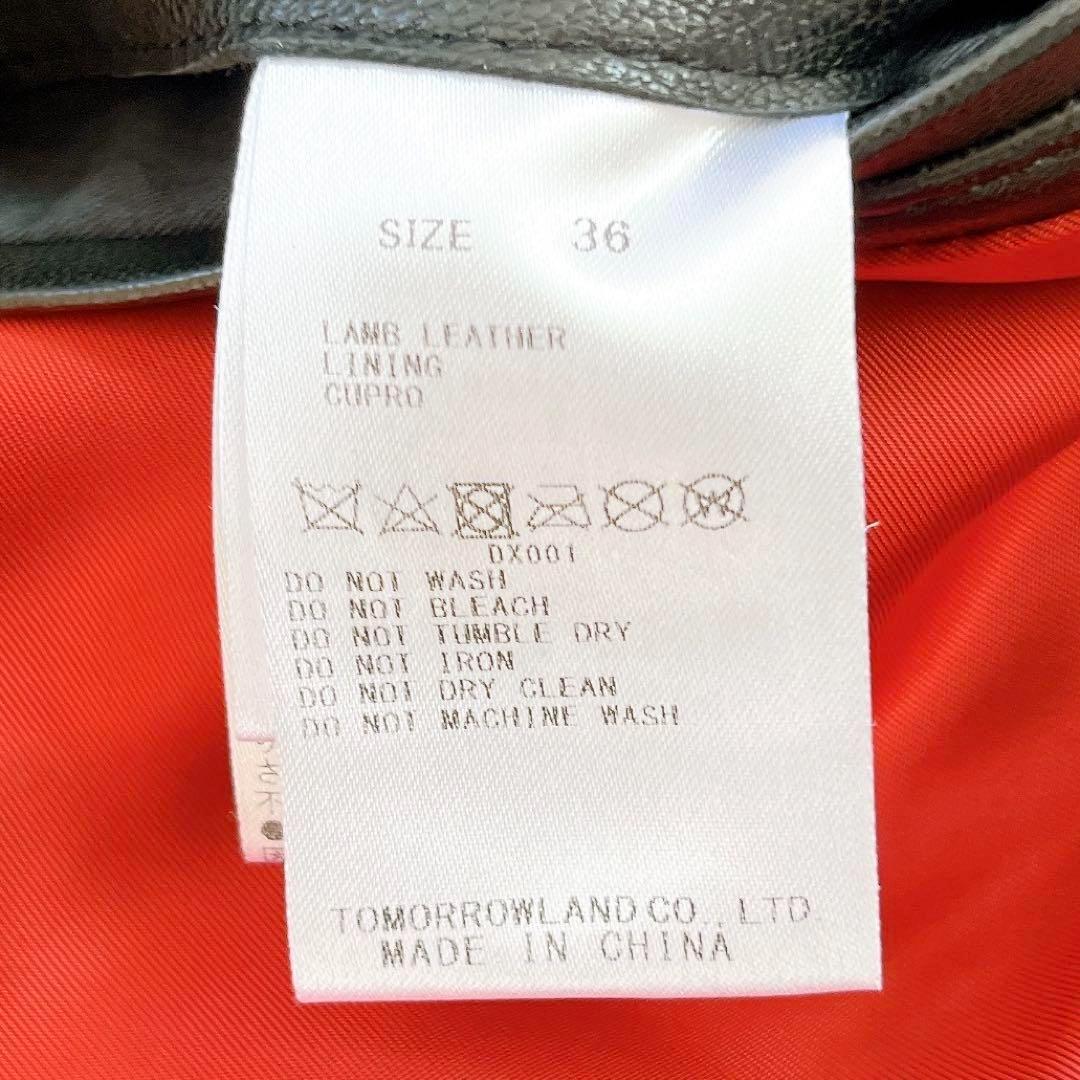 SIZE 36
LAMB LEATHER
LINING
CUPRO
DX001
DO NOT WASH
DO NOT BLEACH
DO NOT TUMBLE DRY
DO NOT IRON
DO NOT DRY CLEAN
DO NOT MACHINE WASH
TOMORROWLAND CO., LTD.
MADE IN CHINA